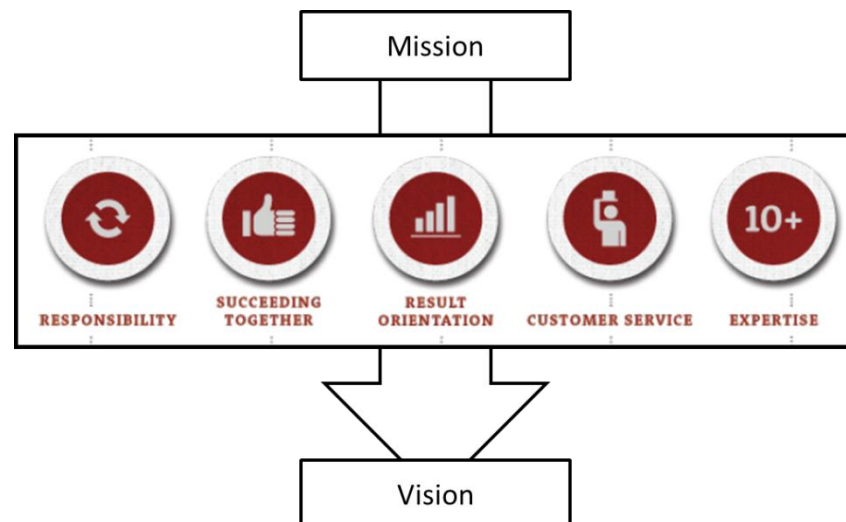 Mission
10+
RESPONSIBILITY
SUCCEEDING
TOGETHER
RESULT
ORIENTATION
CUSTOMER SERVICE
EXPERTISE
Vision